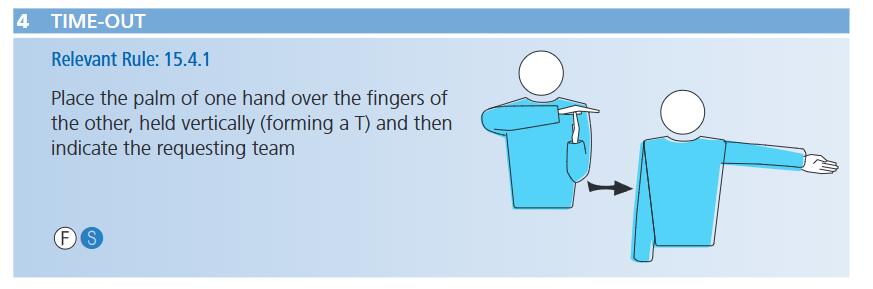 4 TIME-OUT
Relevant Rule: 15.4.1
Place the palm of one hand over the fingers of
the other, held vertically (forming a T) and then
indicate the requesting team
F S